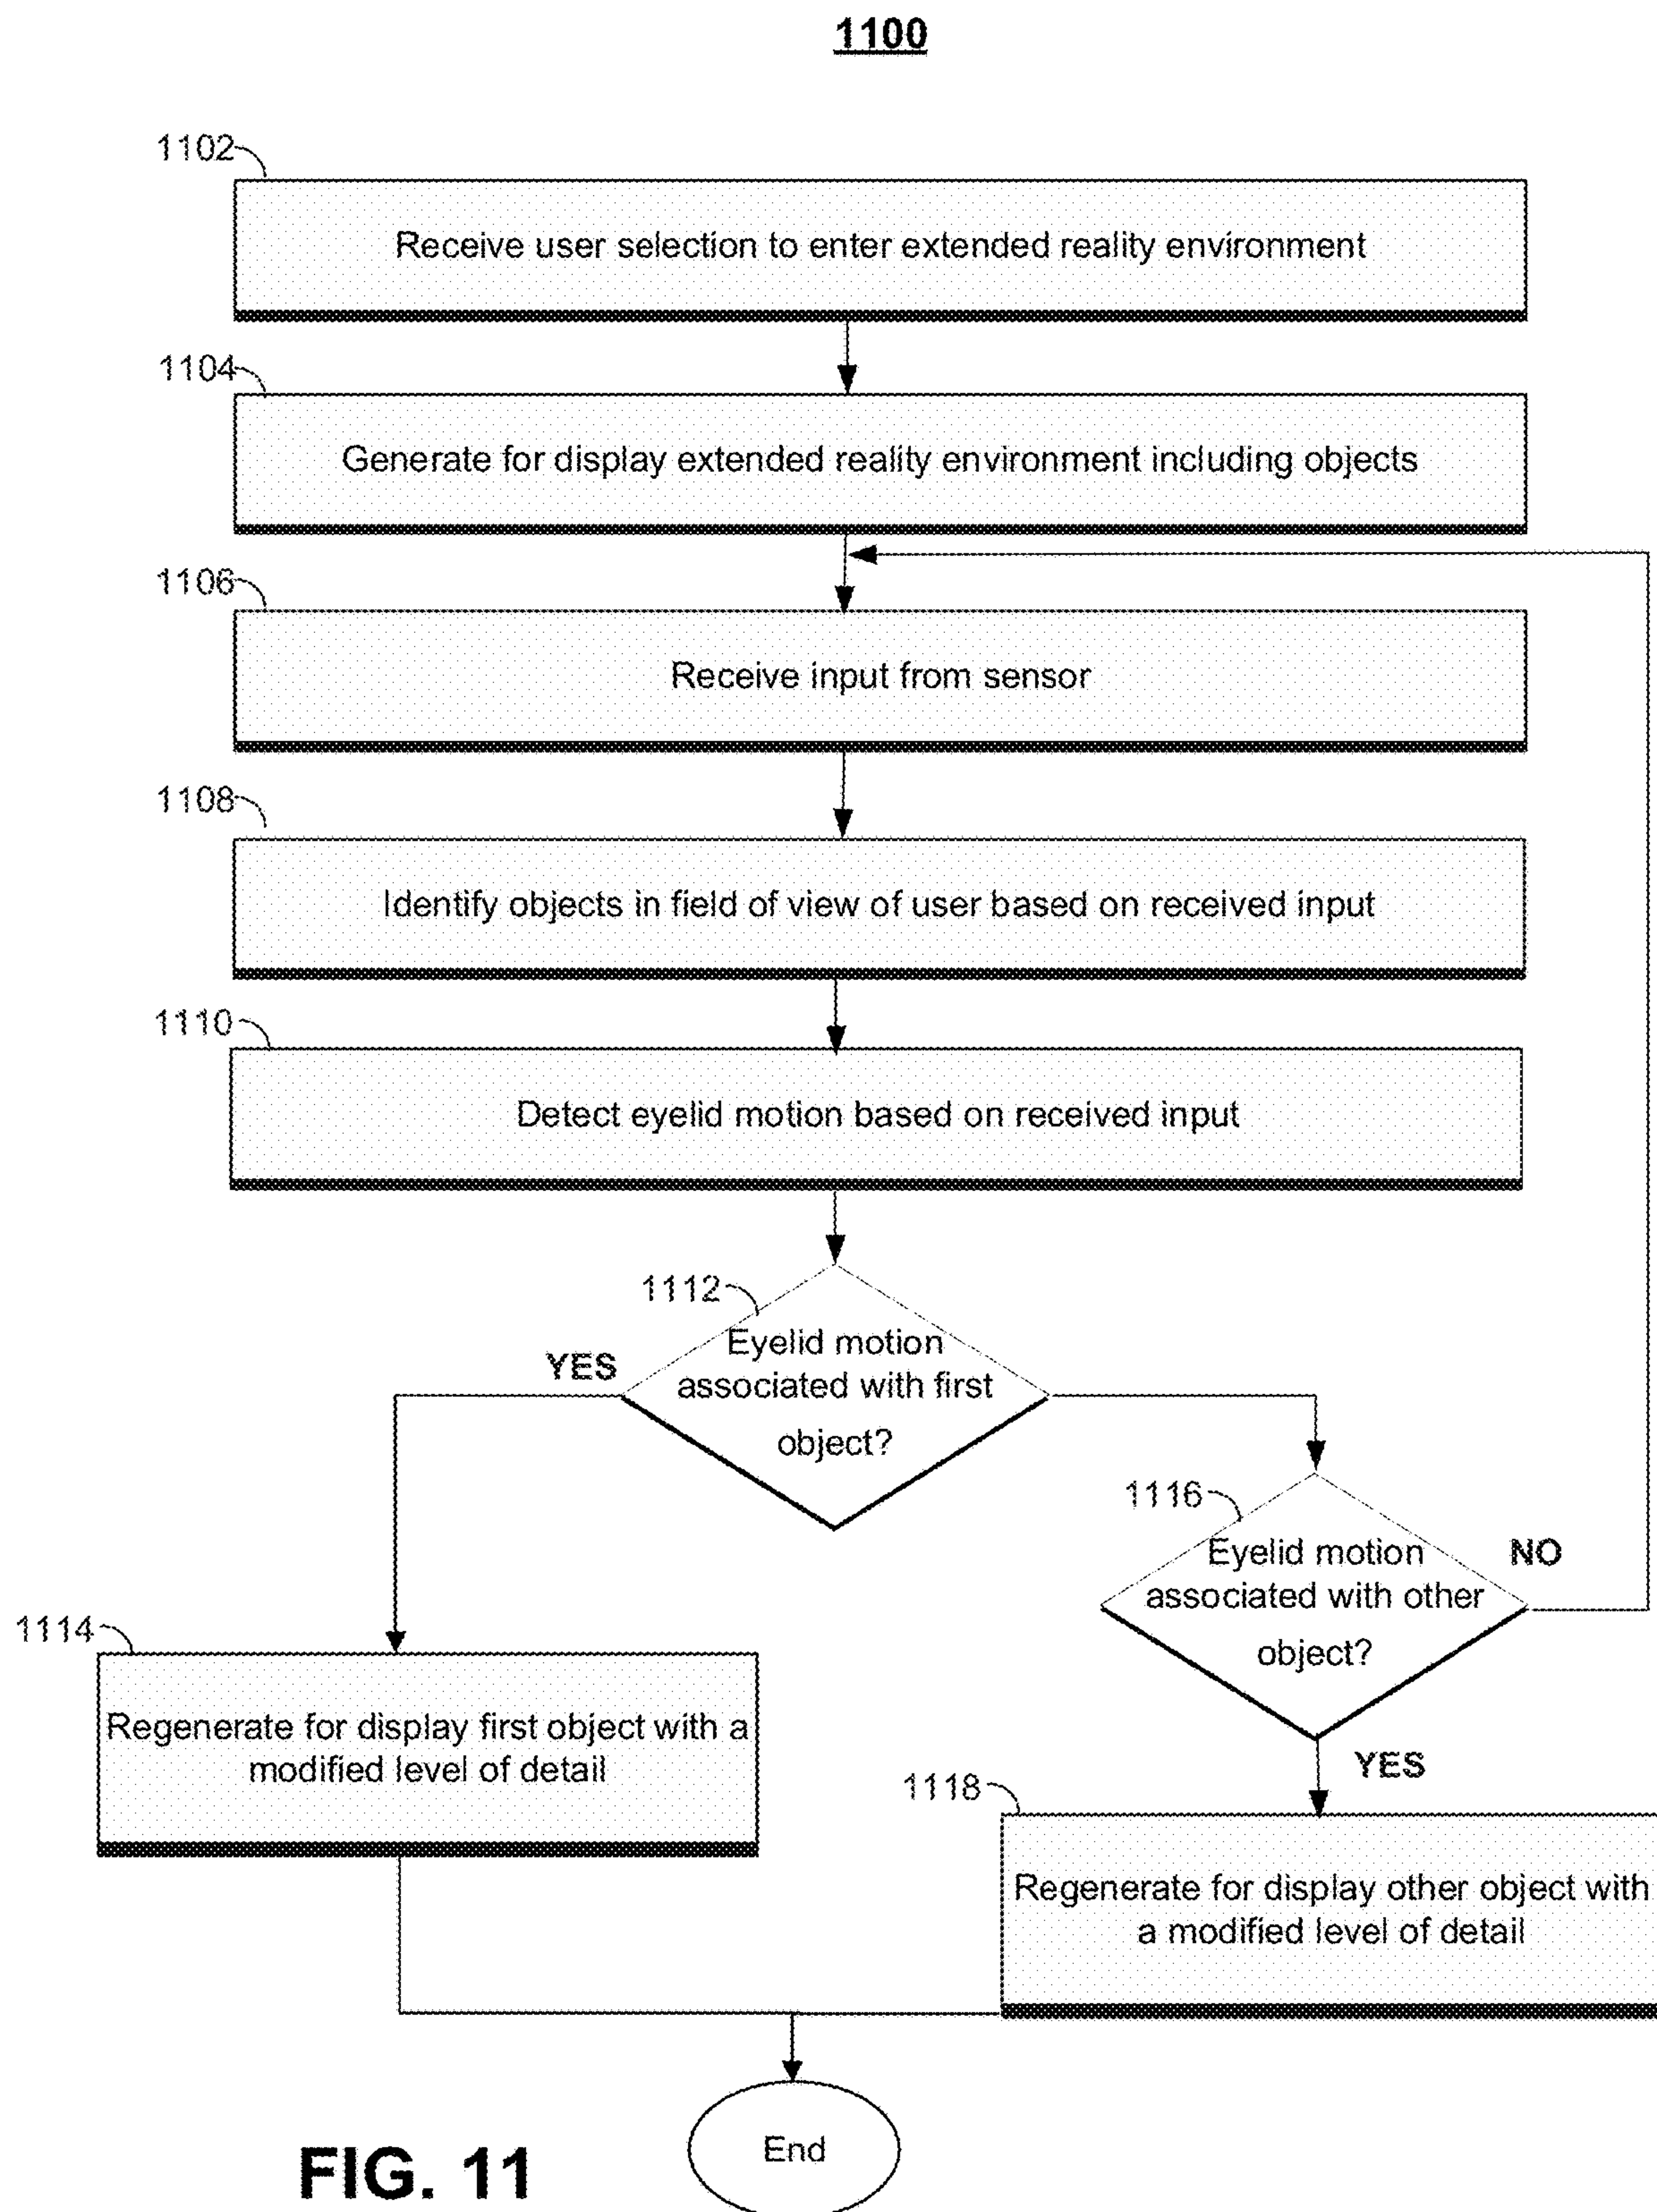 1100
1102
Receive user selection to enter extended reality environment
1104
Generate for display extended reality environment including objects
1106
Receive input from sensor
1108
Identify objects in field of view of user based on received input
1110
Detect eyelid motion based on received input
1112
Eyelid motion
associated with first
object?
YES
1116
Eyelid motion
associated with other
object?
NO
1114
Regenerate for display first object with a
modified level of detail
YES
1118
Regenerate for display other object with
a modified level of detail
End
FIG. 11